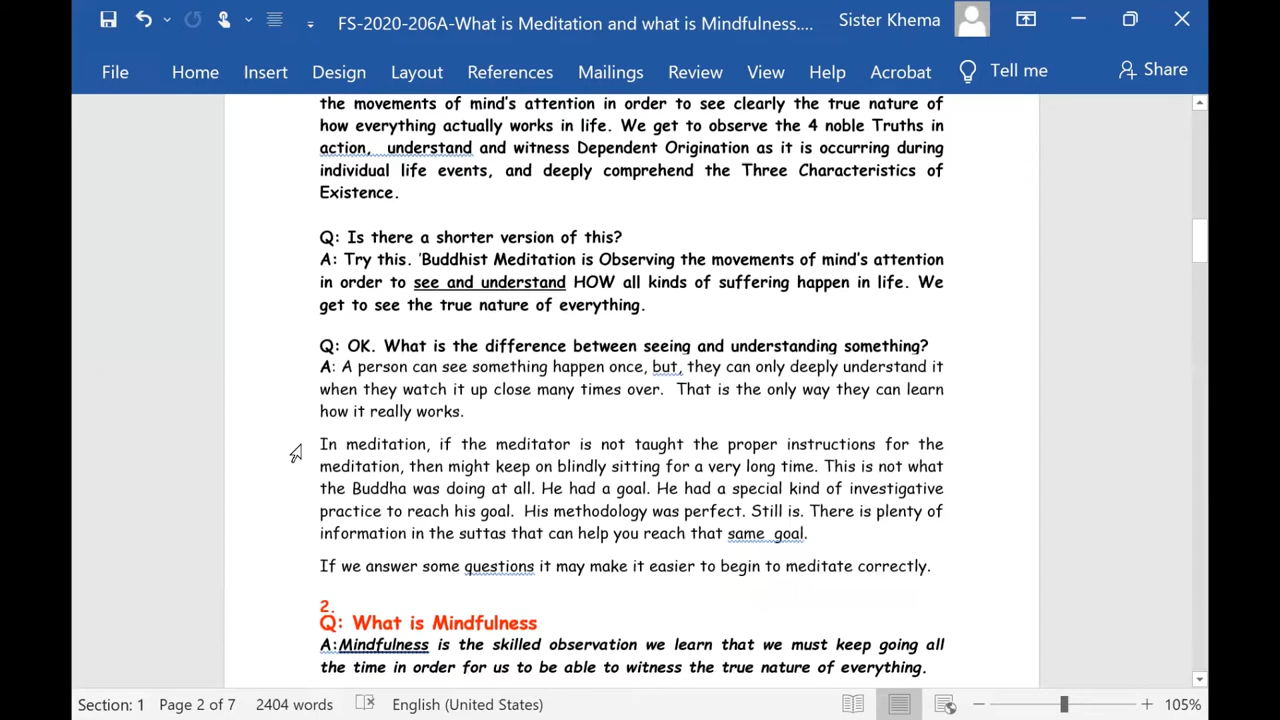 FS-2020-206A-What is Meditation and what is Mindfulness....
Sister Khema
File Home Insert Design Layout References Mailings Review View Help Acrobat Tell me Share
the movements of mind's attention in order to see clearly the true nature of
how everything actually works in life. We get to observe the 4 noble Truths in
action, understand and witness Dependent Origination as it is occurring during
individual life events, and deeply comprehend the Three Characteristics of
Existence.
Q: Is there a shorter version of this?
A: Try this. 'Buddhist Meditation is Observing the movements of mind's attention
in order to see and understand HOW all kinds of suffering happen in life. We
get to see the true nature of everything.
Q: OK. What is the difference between seeing and understanding something?
A: A person can see something happen once, but, they can only deeply understand it
when they watch it up close many times over. That is the only way they can learn
how it really works.
In meditation, if the meditator is not taught the proper instructions for the
meditation, then might keep on blindly sitting for a very long time. This is not what
the Buddha was doing at all. He had a goal. He had a special kind of investigative
practice to reach his goal. His methodology was perfect. Still is. There is plenty of
information in the suttas that can help you reach that same goal.
If we answer some questions it may make it easier to begin to meditate correctly.
2.
Q: What is Mindfulness
A:Mindfulness is the skilled observation we learn that we must keep going all
the time in order for us to be able to witness the true nature of everything.
Section: 1 Page 2 of 7 2404 words English (United States) 105%